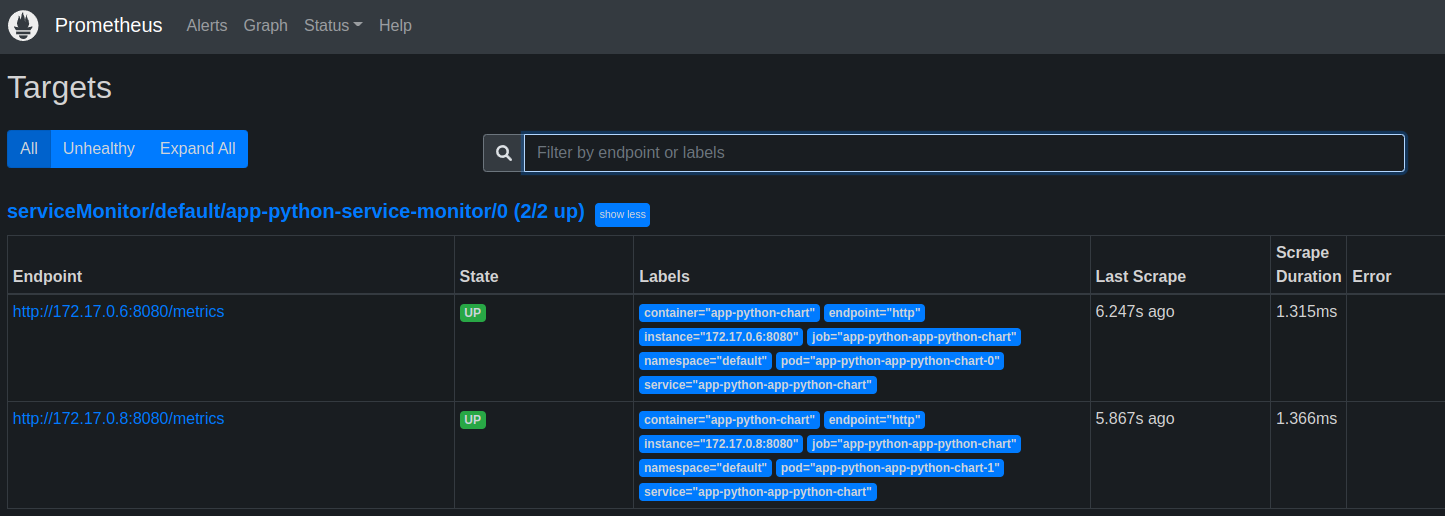 Prometheus Alerts Graph Status Help
Targets
All Unhealthy Expand All
Filter by endpoint or labels
serviceMonitor/default/app-python-service-monitor/0 (2/2 up) show less
Endpoint State Labels Last Scrape Scrape Duration Error
http://172.17.0.6:8080/metrics UP container="app-python-chart" endpoint="http" 6.247s ago 1.315ms
instance="172.17.0.6:8080" job="app-python-app-python-chart"
namespace="default" pod="app-python-app-python-chart-0"
service="app-python-app-python-chart"
http://172.17.0.8:8080/metrics UP container="app-python-chart" endpoint="http" 5.867s ago 1.366ms
instance="172.17.0.8:8080" job="app-python-app-python-chart"
namespace="default" pod="app-python-app-python-chart-1"
service="app-python-app-python-chart"